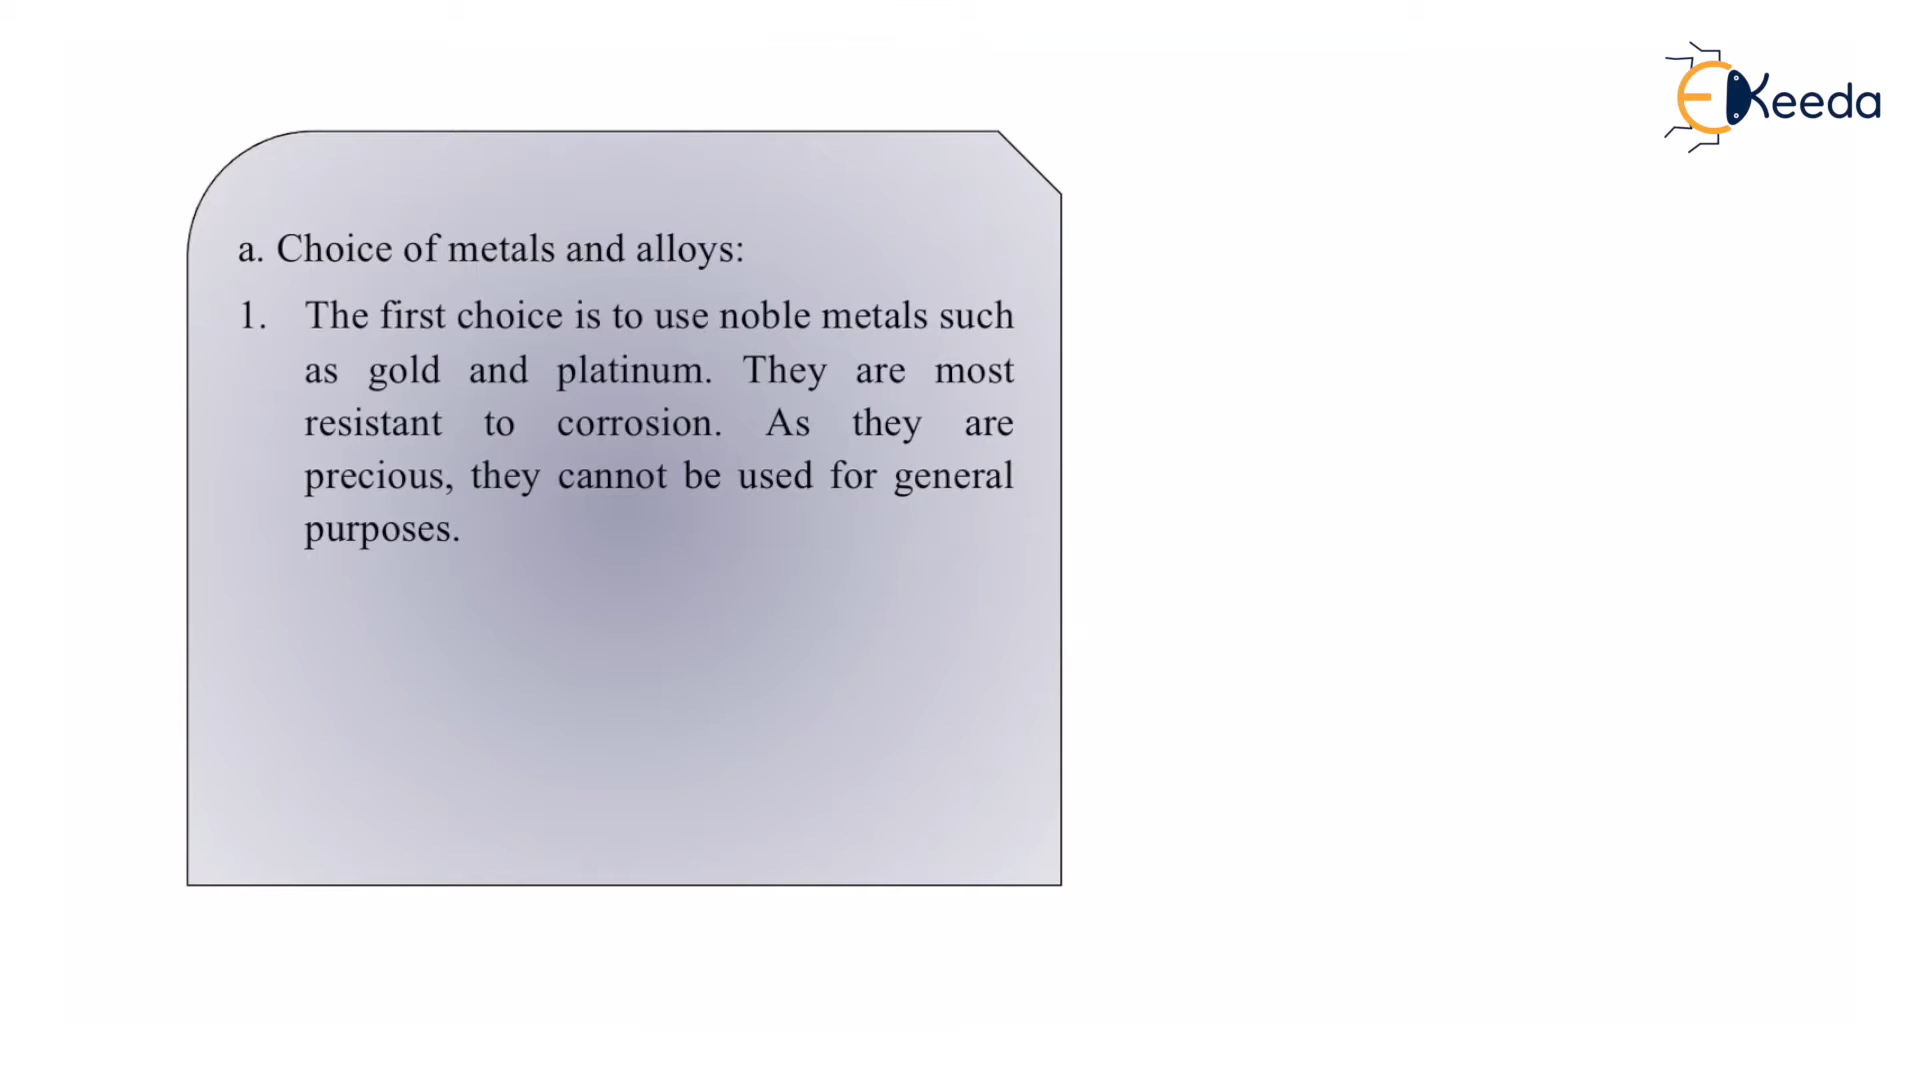 EKeeda
a. Choice of metals and alloys:
1. The first choice is to use noble metals such
as gold and platinum. They are most
resistant to corrosion. As they are
precious, they cannot be used for general
purposes.